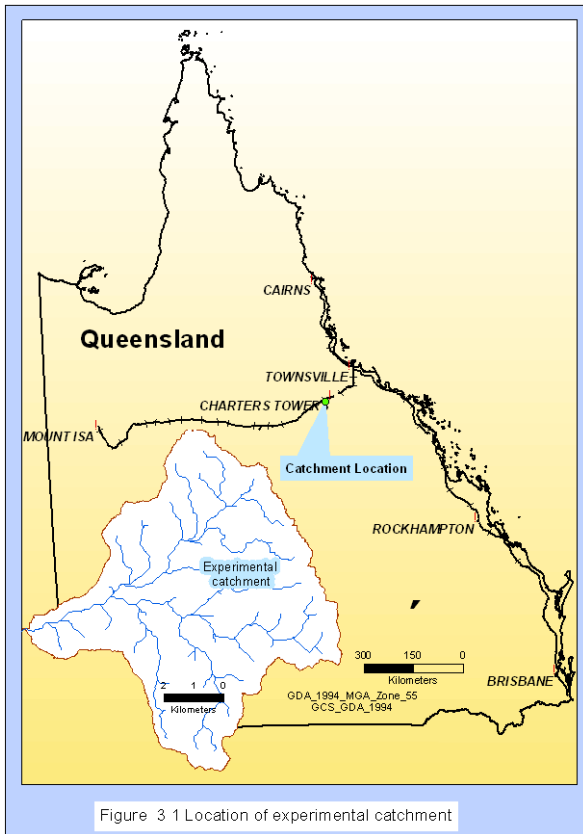 CAIRNS
Queensland
TOWNSVILLE
CHARTERS TOWER
MOUNT ISA
Catchment Location
ROCKHAMPTON
Experimental
catchment
300 150 0
Kilometers
BRISBANE
2 1 0
Kilometers
GDA_1994_MGA_Zone_55
GCS_GDA_1994
Figure 3 1 Location of experimental catchment